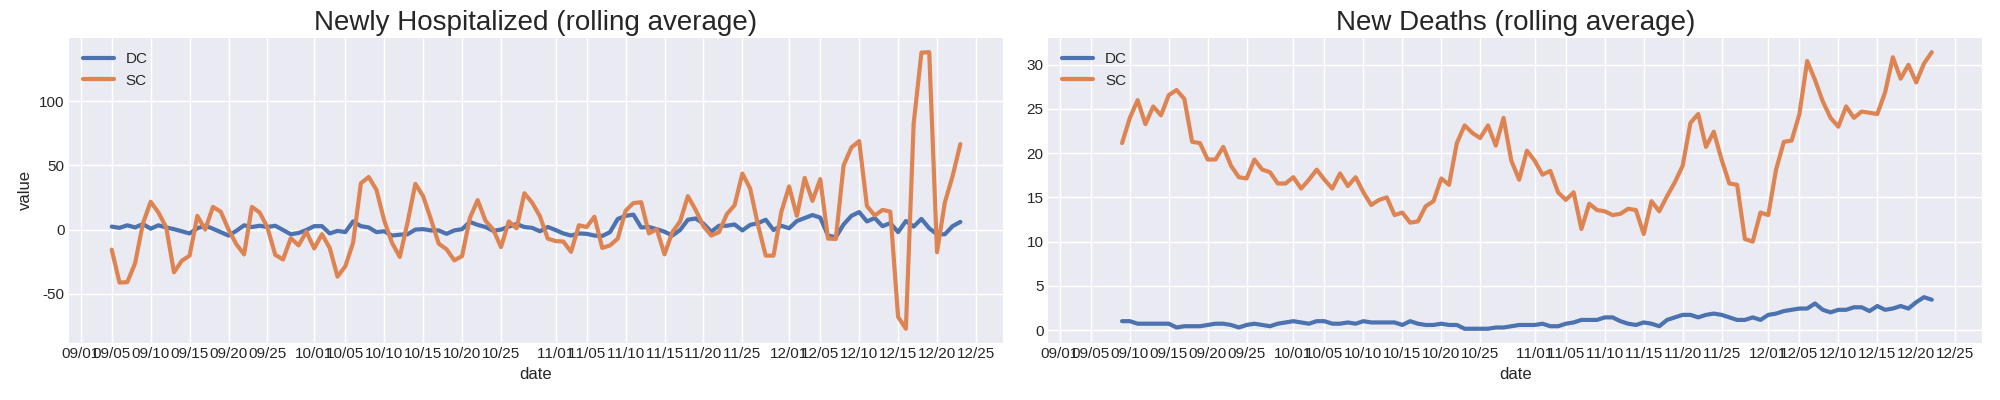 Newly Hospitalized (rolling average)
DC
SC
100
50
0
-50
value
09/01 09/05 09/10 09/15 09/20 09/25 10/01 10/05 10/10 10/15 10/20 10/25 11/01 11/05 11/10 11/15 11/20 11/25 12/01 12/05 12/10 12/15 12/20 12/25
date
New Deaths (rolling average)
DC
SC
30
25
20
15
10
5
0
09/01 09/05 09/10 09/15 09/20 09/25 10/01 10/05 10/10 10/15 10/20 10/25 11/01 11/05 11/10 11/15 11/20 11/25 12/01 12/05 12/10 12/15 12/20 12/25
date